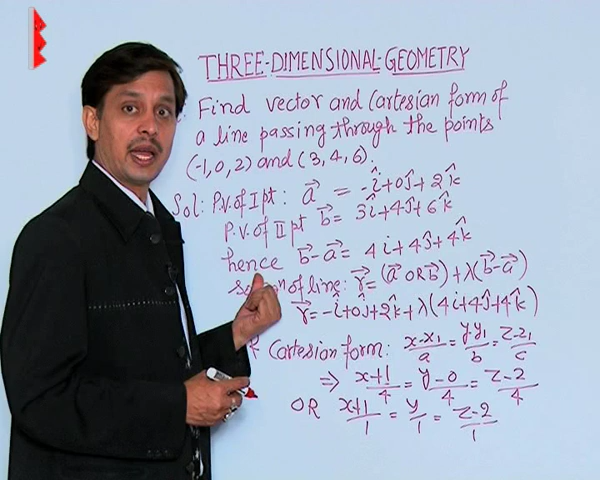 THREE-DIMENSIONAL-GEOMETRY
Find vector and Cartesian form of
a line passing through the points
(-1, 0, 2) and (3, 4, 6).
Sol: P.V. of I pt: a⃗ = -î+0ĵ+2k̂
P.V. of II pt b⃗ = 3î+4ĵ+6k̂
hence b⃗-a⃗ = 4i+4ĵ+4k̂
of line: r⃗ = (a⃗ OR b⃗) + λ(b⃗-a⃗)
r⃗ = -î+0ĵ+2k̂+λ(4i+4ĵ+4k̂)
Cartesian form: (x-x₁)/a = (y-y₁)/b = (z-z₁)/c
⇒ (x+1)/4 = (y-0)/4 = (z-2)/4
OR (x+1)/1 = y/1 = (z-2)/1